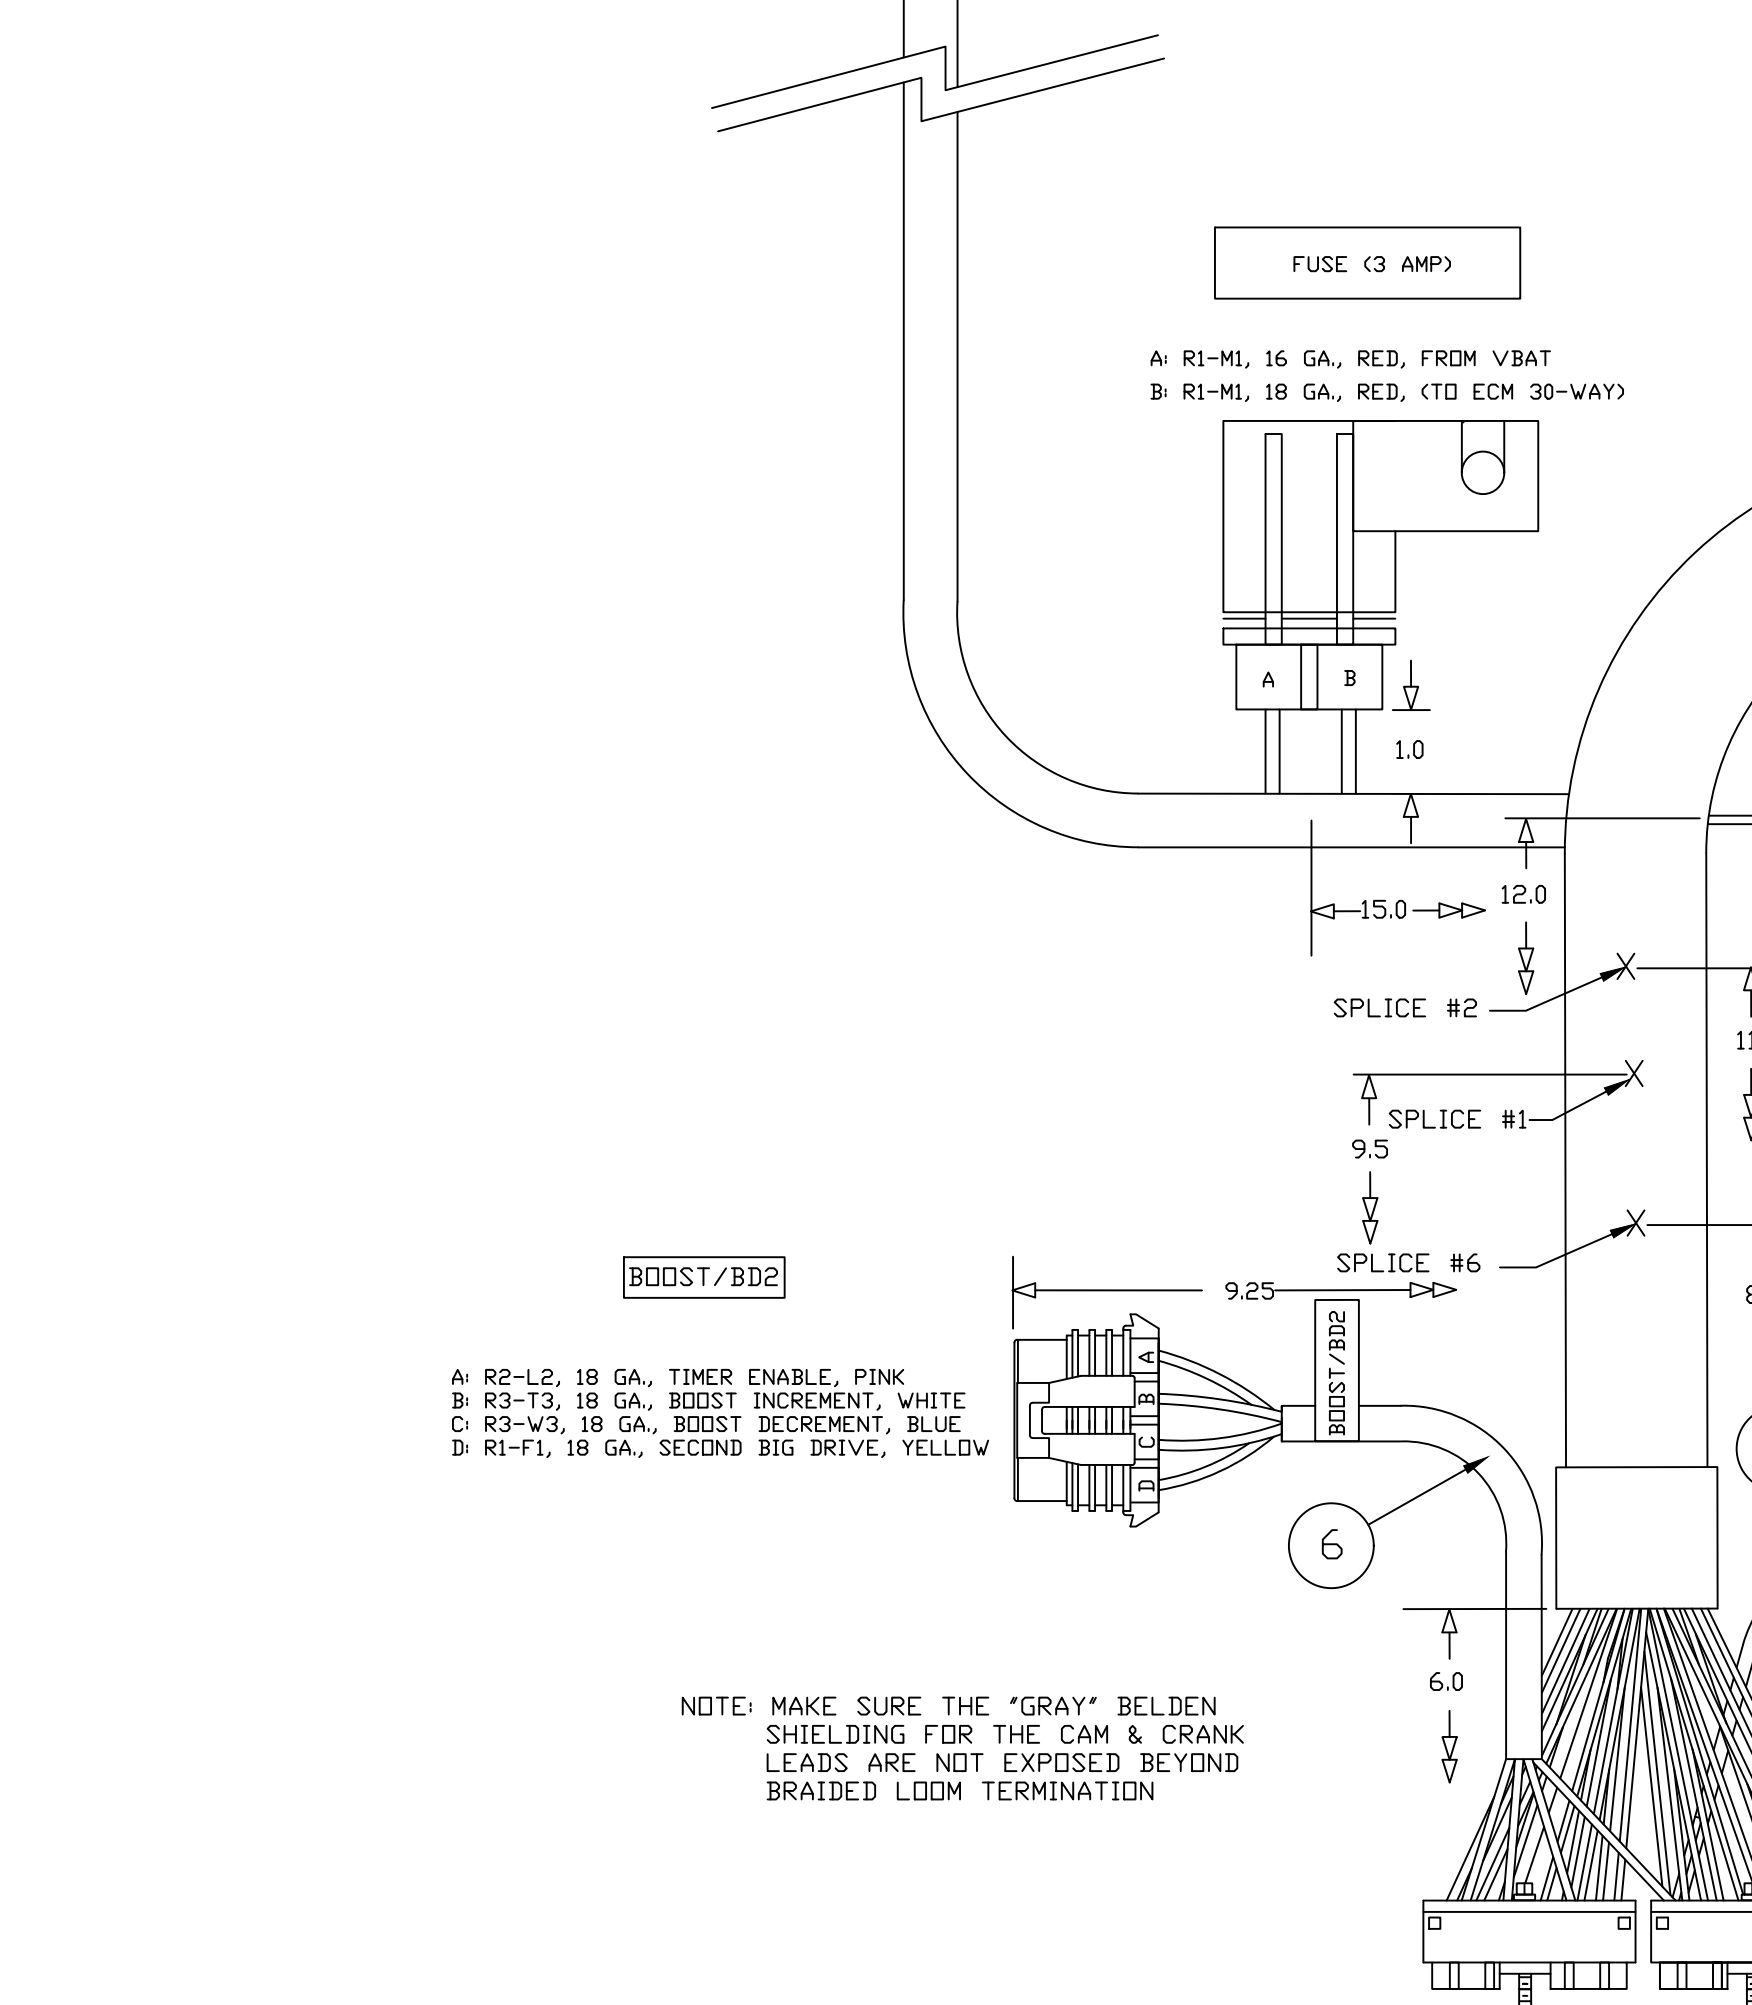 FUSE (3 AMP)
A: R1-M1, 16 GA., RED, FROM VBAT
B: R1-M1, 18 GA., RED, (TO ECM 30-WAY)
A
B
1.0
12.0
15.0
SPLICE #2
11
SPLICE #1
9.5
SPLICE #6
BOOST/BD2
9.25
BOOST/BD2
A: R2-L2, 18 GA., TIMER ENABLE, PINK
B: R3-T3, 18 GA., BOOST INCREMENT, WHITE
C: R3-W3, 18 GA., BOOST DECREMENT, BLUE
D: R1-F1, 18 GA., SECOND BIG DRIVE, YELLOW
A
B
C
D
6
6.0
NOTE: MAKE SURE THE "GRAY" BELDEN
SHIELDING FOR THE CAM & CRANK
LEADS ARE NOT EXPOSED BEYOND
BRAIDED LOOM TERMINATION